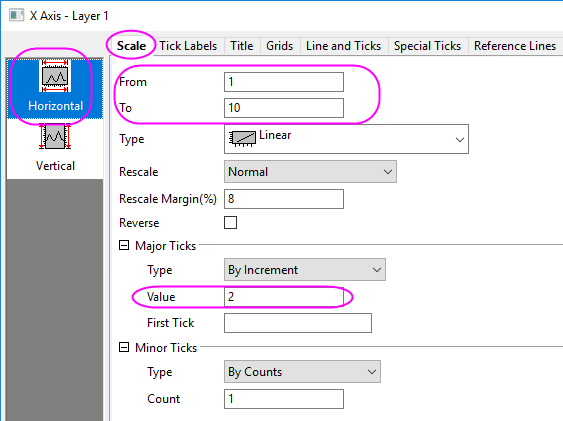 X Axis - Layer 1
Scale Tick Labels Title Grids Line and Ticks Special Ticks Reference Lines
Horizontal
Vertical
From 1
To 10
Type Linear
Rescale Normal
Rescale Margin(%) 8
Reverse
Major Ticks
Type By Increment
Value 2
First Tick
Minor Ticks
Type By Counts
Count 1